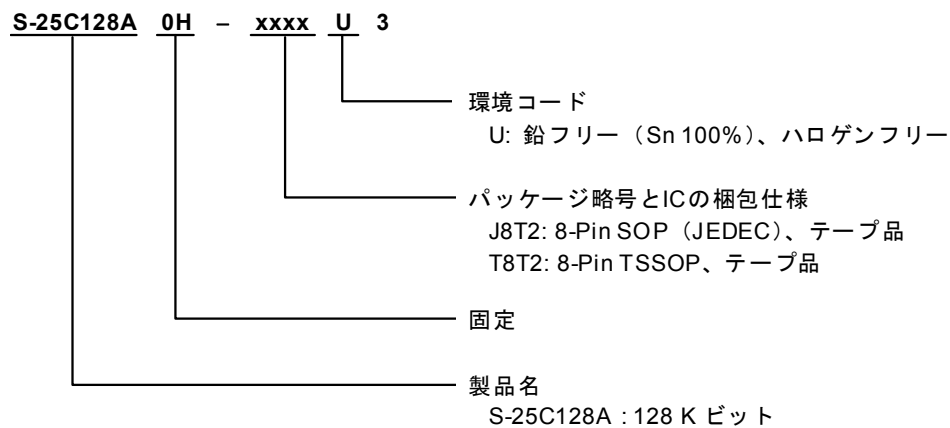 S-25C128A 0H – xxxx U 3
環境コード
U: 鉛フリー（Sn 100%）、ハロゲンフリー
パッケージ略号とICの梱包仕様
J8T2: 8-Pin SOP（JEDEC）、テープ品
T8T2: 8-Pin TSSOP、テープ品
固定
製品名
S-25C128A : 128 K ビット